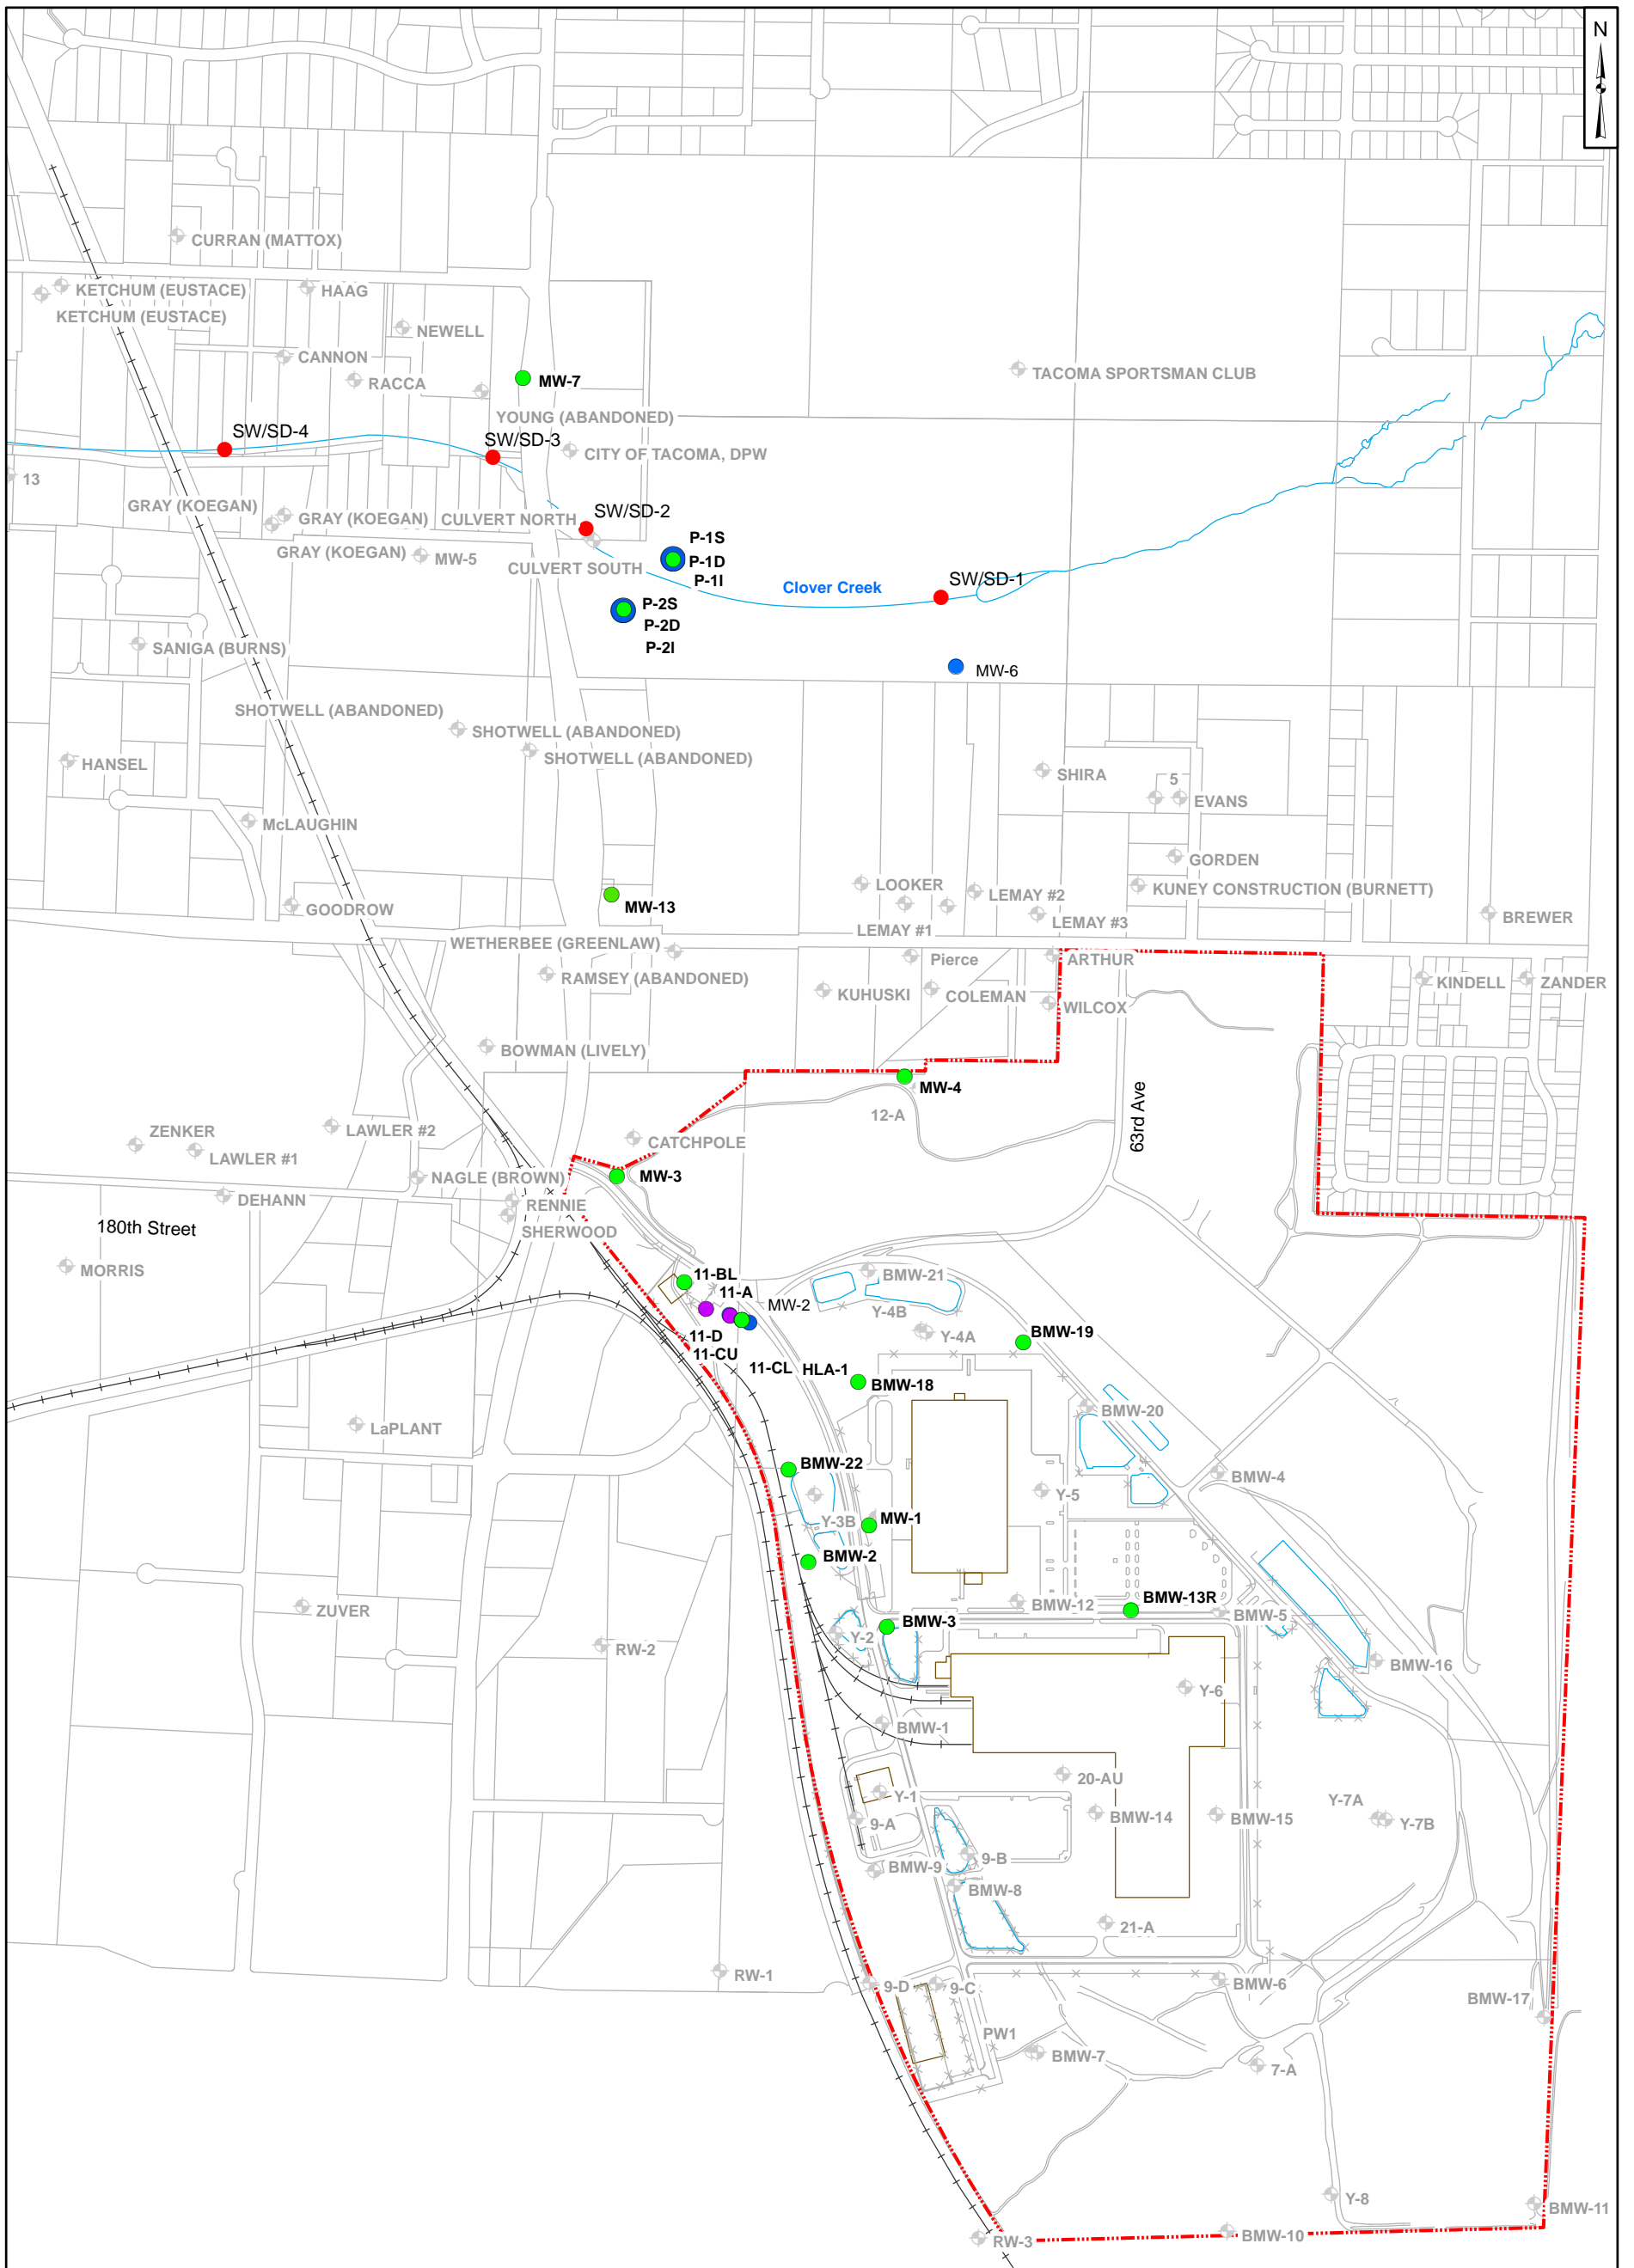 N
CURRAN (MATTOX)
KETCHUM (EUSTACE)
HAAG
KETCHUM (EUSTACE)
NEWELL
CANNON
TACOMA SPORTSMAN CLUB
RACCA
MW-7
YOUNG (ABANDONED)
SW/SD-4
SW/SD-3
CITY OF TACOMA, DPW
13
GRAY (KOEGAN)
SW/SD-2
GRAY (KOEGAN)
CULVERT NORTH
P-1S
GRAY (KOEGAN)
MW-5
CULVERT SOUTH
P-1D
P-1I
SW/SD-1
Clover Creek
P-2S
P-2D
SANIGA (BURNS)
P-2I
MW-6
SHOTWELL (ABANDONED)
SHOTWELL (ABANDONED)
SHOTWELL (ABANDONED)
HANSEL
SHIRA
5
EVANS
McLAUGHIN
GORDEN
LOOKER
KUNEY CONSTRUCTION (BURNETT)
LEMAY #2
MW-13
GOODROW
BREWER
LEMAY #3
LEMAY #1
WETHERBEE (GREENLAW)
Pierce
ARTHUR
RAMSEY (ABANDONED)
KINDELL
ZANDER
KUHUSKI
COLEMAN
WILCOX
BOWMAN (LIVELY)
MW-4
12-A
63rd Ave
ZENKER
LAWLER #2
CATCHPOLE
LAWLER #1
NAGLE (BROWN)
MW-3
DEHANN
RENNIE
180th Street
SHERWOOD
MORRIS
11-BL
BMW-21
11-A
MW-2
Y-4B
11-D
Y-4A
BMW-19
11-CU
11-CL
HLA-1
BMW-18
BMW-20
LaPLANT
BMW-22
BMW-4
Y-5
Y-3B
MW-1
BMW-2
BMW-13R
ZUVER
BMW-12
BMW-5
BMW-3
Y-2
RW-2
BMW-16
Y-6
BMW-1
20-AU
Y-1
Y-7A
9-A
BMW-14
BMW-15
Y-7B
9-B
BMW-9
BMW-8
21-A
RW-1
9-D
9-C
BMW-6
BMW-17
PW1
BMW-7
7-A
Y-8
BMW-11
BMW-10
RW-3